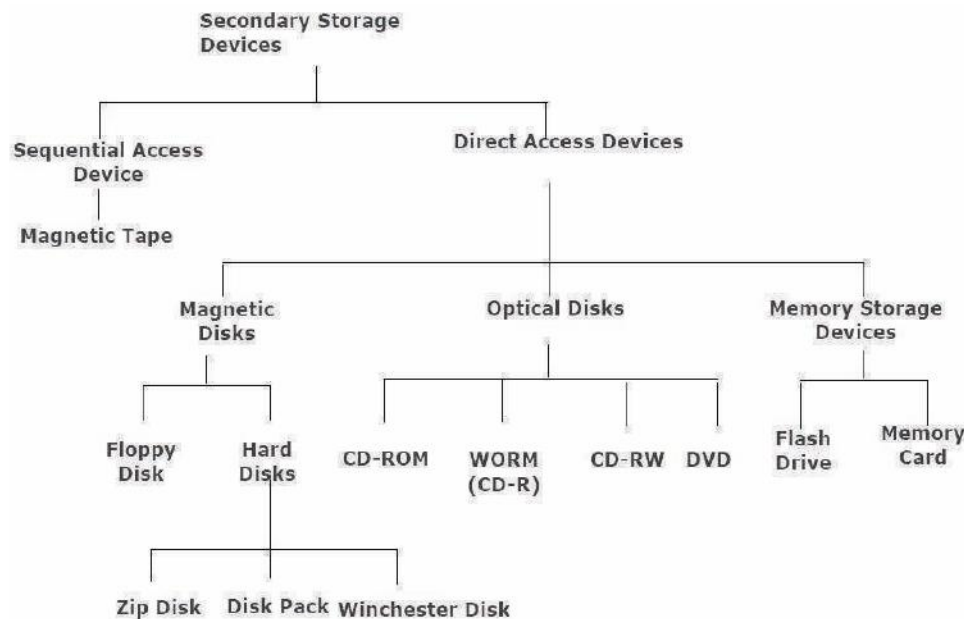 Secondary Storage
Devices
Sequential Access
Device
Direct Access Devices
Magnetic Tape
Magnetic
Disks
Optical Disks
Memory Storage
Devices
Floppy
Disk
Hard
Disks
CD-ROM
WORM
(CD-R)
CD-RW
DVD
Flash
Drive
Memory
Card
Zip Disk
Disk Pack
Winchester Disk